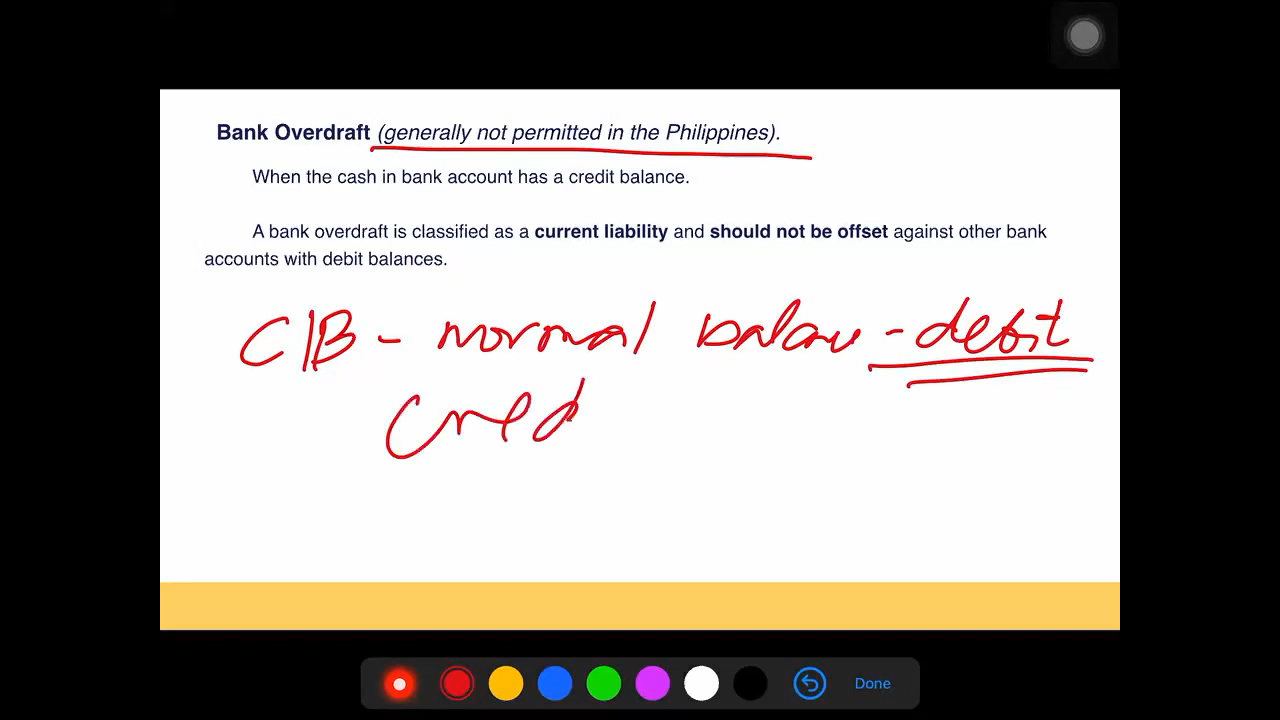 Bank Overdraft (generally not permitted in the Philippines).
When the cash in bank account has a credit balance.
A bank overdraft is classified as a current liability and should not be offset against other bank
accounts with debit balances.
CIB - normal balance - debit
cred
Done